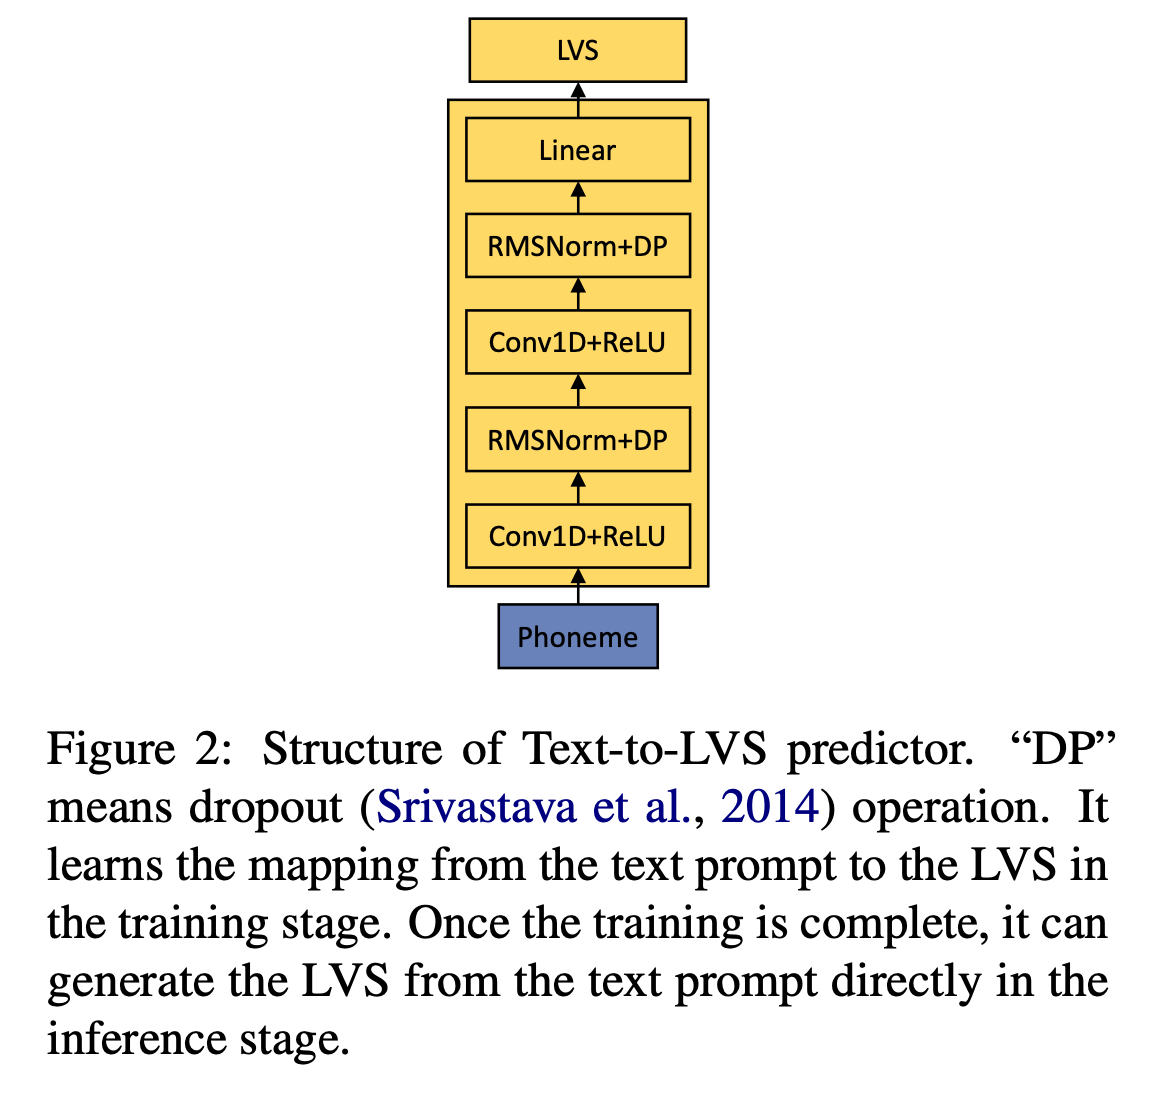 LVS
Linear
RMSNorm+DP
Conv1D+ReLU
RMSNorm+DP
Conv1D+ReLU
Phoneme
Figure 2: Structure of Text-to-LVS predictor. “DP”
means dropout (Srivastava et al., 2014) operation. It
learns the mapping from the text prompt to the LVS in
the training stage. Once the training is complete, it can
generate the LVS from the text prompt directly in the
inference stage.